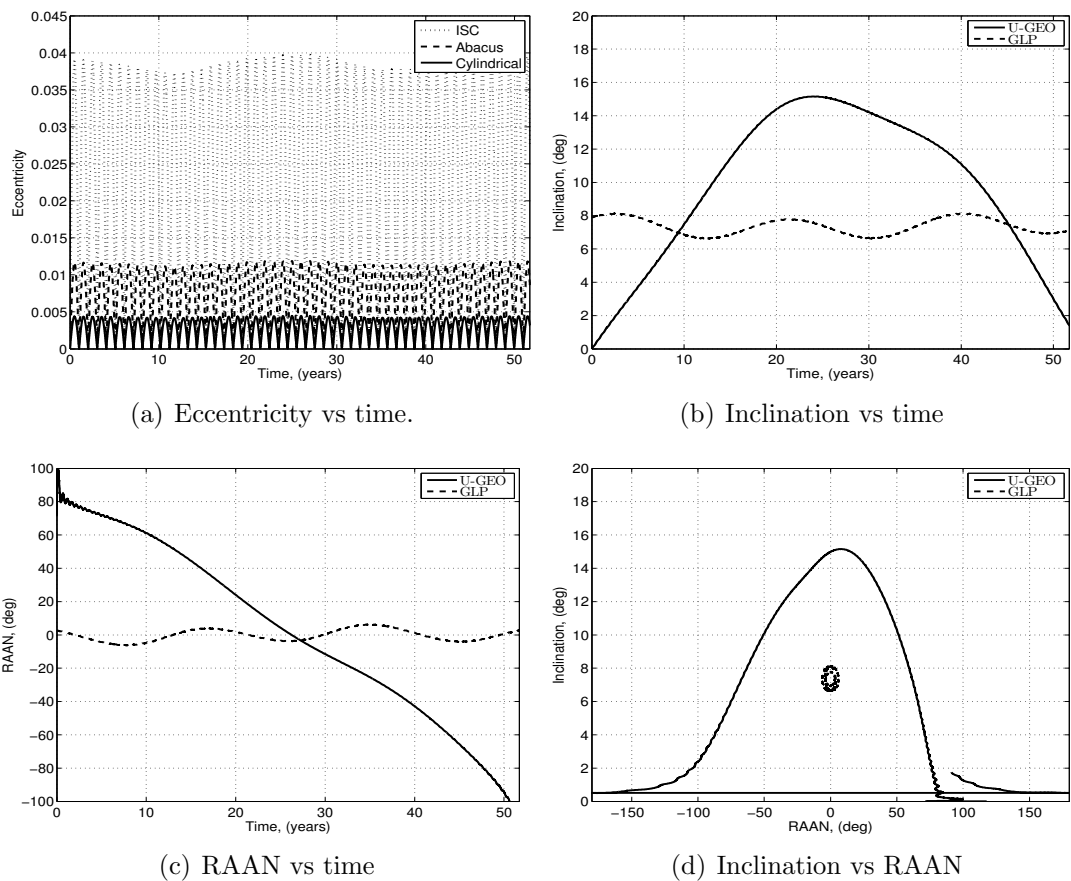 0.045
0.04
0.035
0.03
0.025
0.02
0.015
0.01
0.005
0
Eccentricity
ISC
Abacus
Cylindrical
0 10 20 30 40 50
Time, (years)
(a) Eccentricity vs time.
20
18
16
14
12
10
8
6
4
2
0
Inclination, (deg)
U-GEO
GLP
0 10 20 30 40 50
Time, (years)
(b) Inclination vs time
100
80
60
40
20
0
−20
−40
−60
−80
−100
RAAN, (deg)
U-GEO
GLP
0 10 20 30 40 50
Time, (years)
(c) RAAN vs time
20
18
16
14
12
10
8
6
4
2
0
Inclination, (deg)
U-GEO
GLP
−150 −100 −50 0 50 100 150
RAAN, (deg)
(d) Inclination vs RAAN